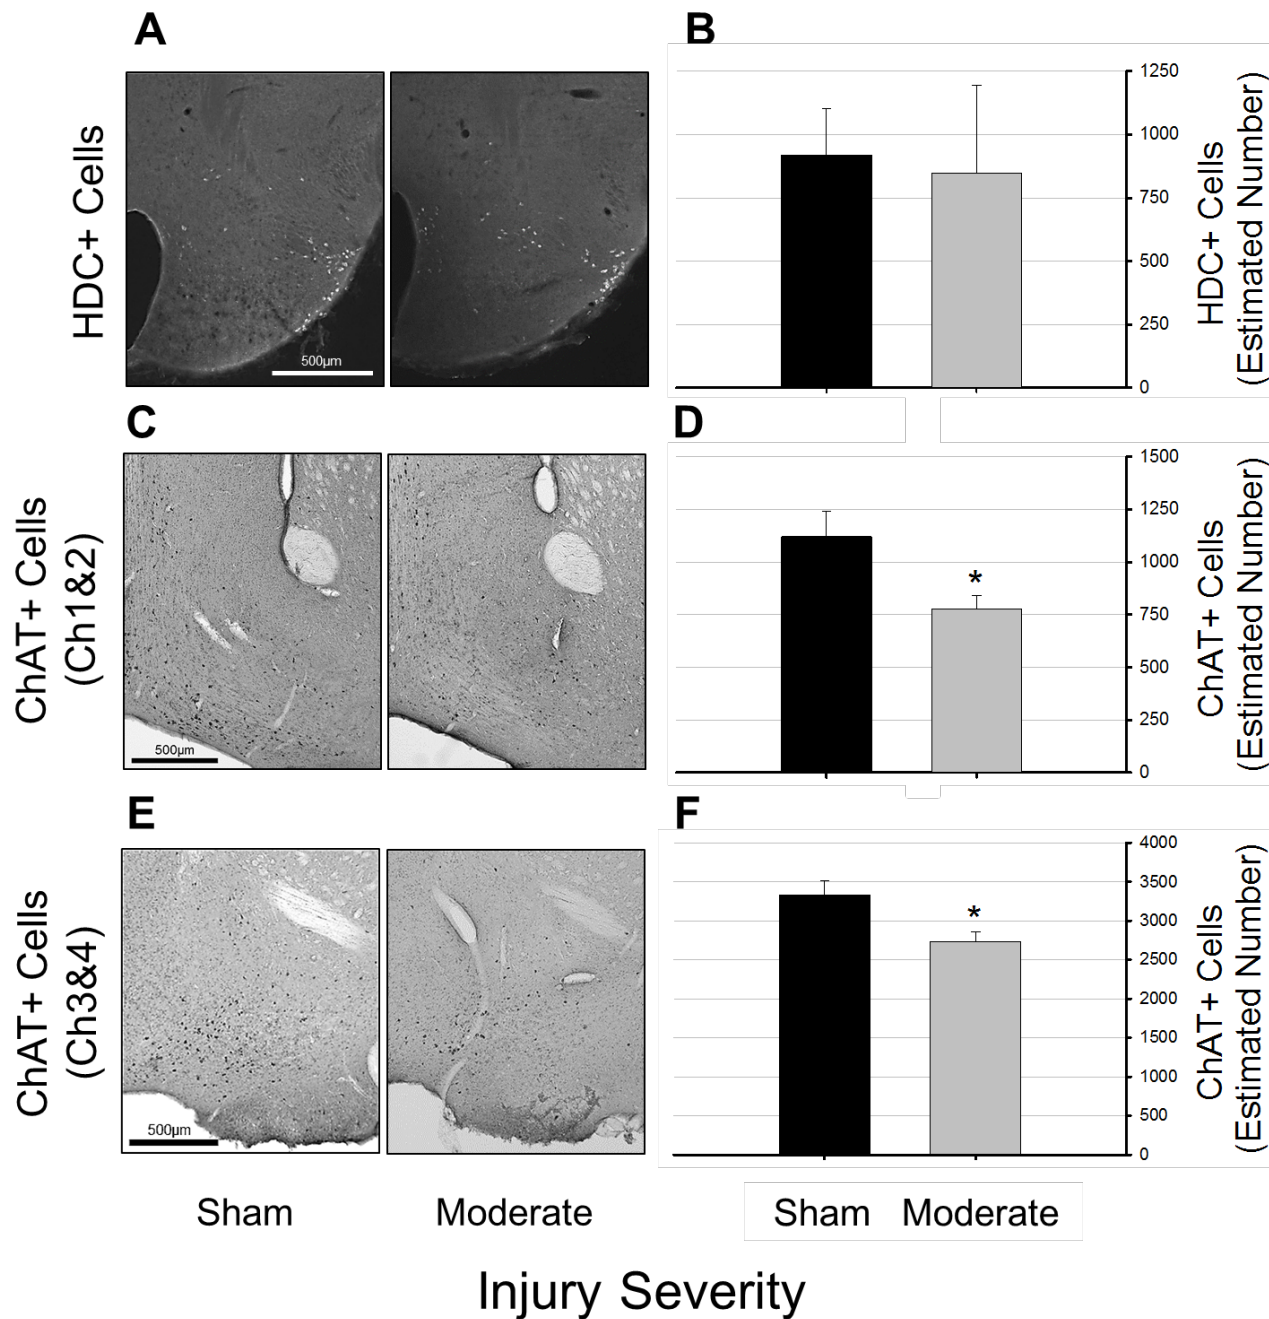 A
B
HDC+ Cells
500µm
1250
1000
750
500
250
0
HDC+ Cells
(Estimated Number)
C
D
ChAT+ Cells
(Ch1&2)
500µm
1500
1250
1000
750
500
250
0
*
ChAT+ Cells
(Estimated Number)
E
F
ChAT+ Cells
(Ch3&4)
500µm
4000
3500
3000
2500
2000
1500
1000
500
0
*
ChAT+ Cells
(Estimated Number)
Sham
Moderate
Sham Moderate
Injury Severity